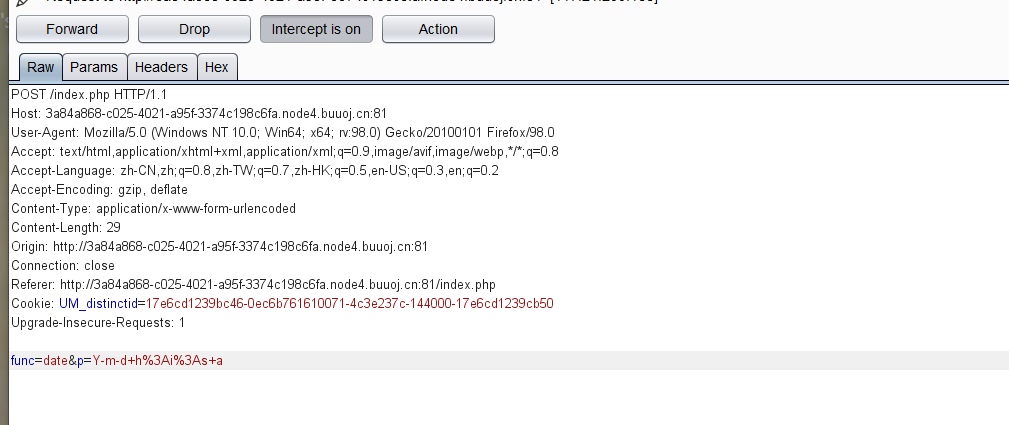 Forward Drop Intercept is on Action
Raw Params Headers Hex
POST /index.php HTTP/1.1
Host: 3a84a868-c025-4021-a95f-3374c198c6fa.node4.buuoj.cn:81
User-Agent: Mozilla/5.0 (Windows NT 10.0; Win64; x64; rv:98.0) Gecko/20100101 Firefox/98.0
Accept: text/html,application/xhtml+xml,application/xml;q=0.9,image/avif,image/webp,*/*;q=0.8
Accept-Language: zh-CN,zh;q=0.8,zh-TW;q=0.7,zh-HK;q=0.5,en-US;q=0.3,en;q=0.2
Accept-Encoding: gzip, deflate
Content-Type: application/x-www-form-urlencoded
Content-Length: 29
Origin: http://3a84a868-c025-4021-a95f-3374c198c6fa.node4.buuoj.cn:81
Connection: close
Referer: http://3a84a868-c025-4021-a95f-3374c198c6fa.node4.buuoj.cn:81/index.php
Cookie: UM_distinctid=17e6cd1239bc46-0ec6b761610071-4c3e237c-144000-17e6cd1239cb50
Upgrade-Insecure-Requests: 1
func=date&p=Y-m-d+h%3Ai%3As+a